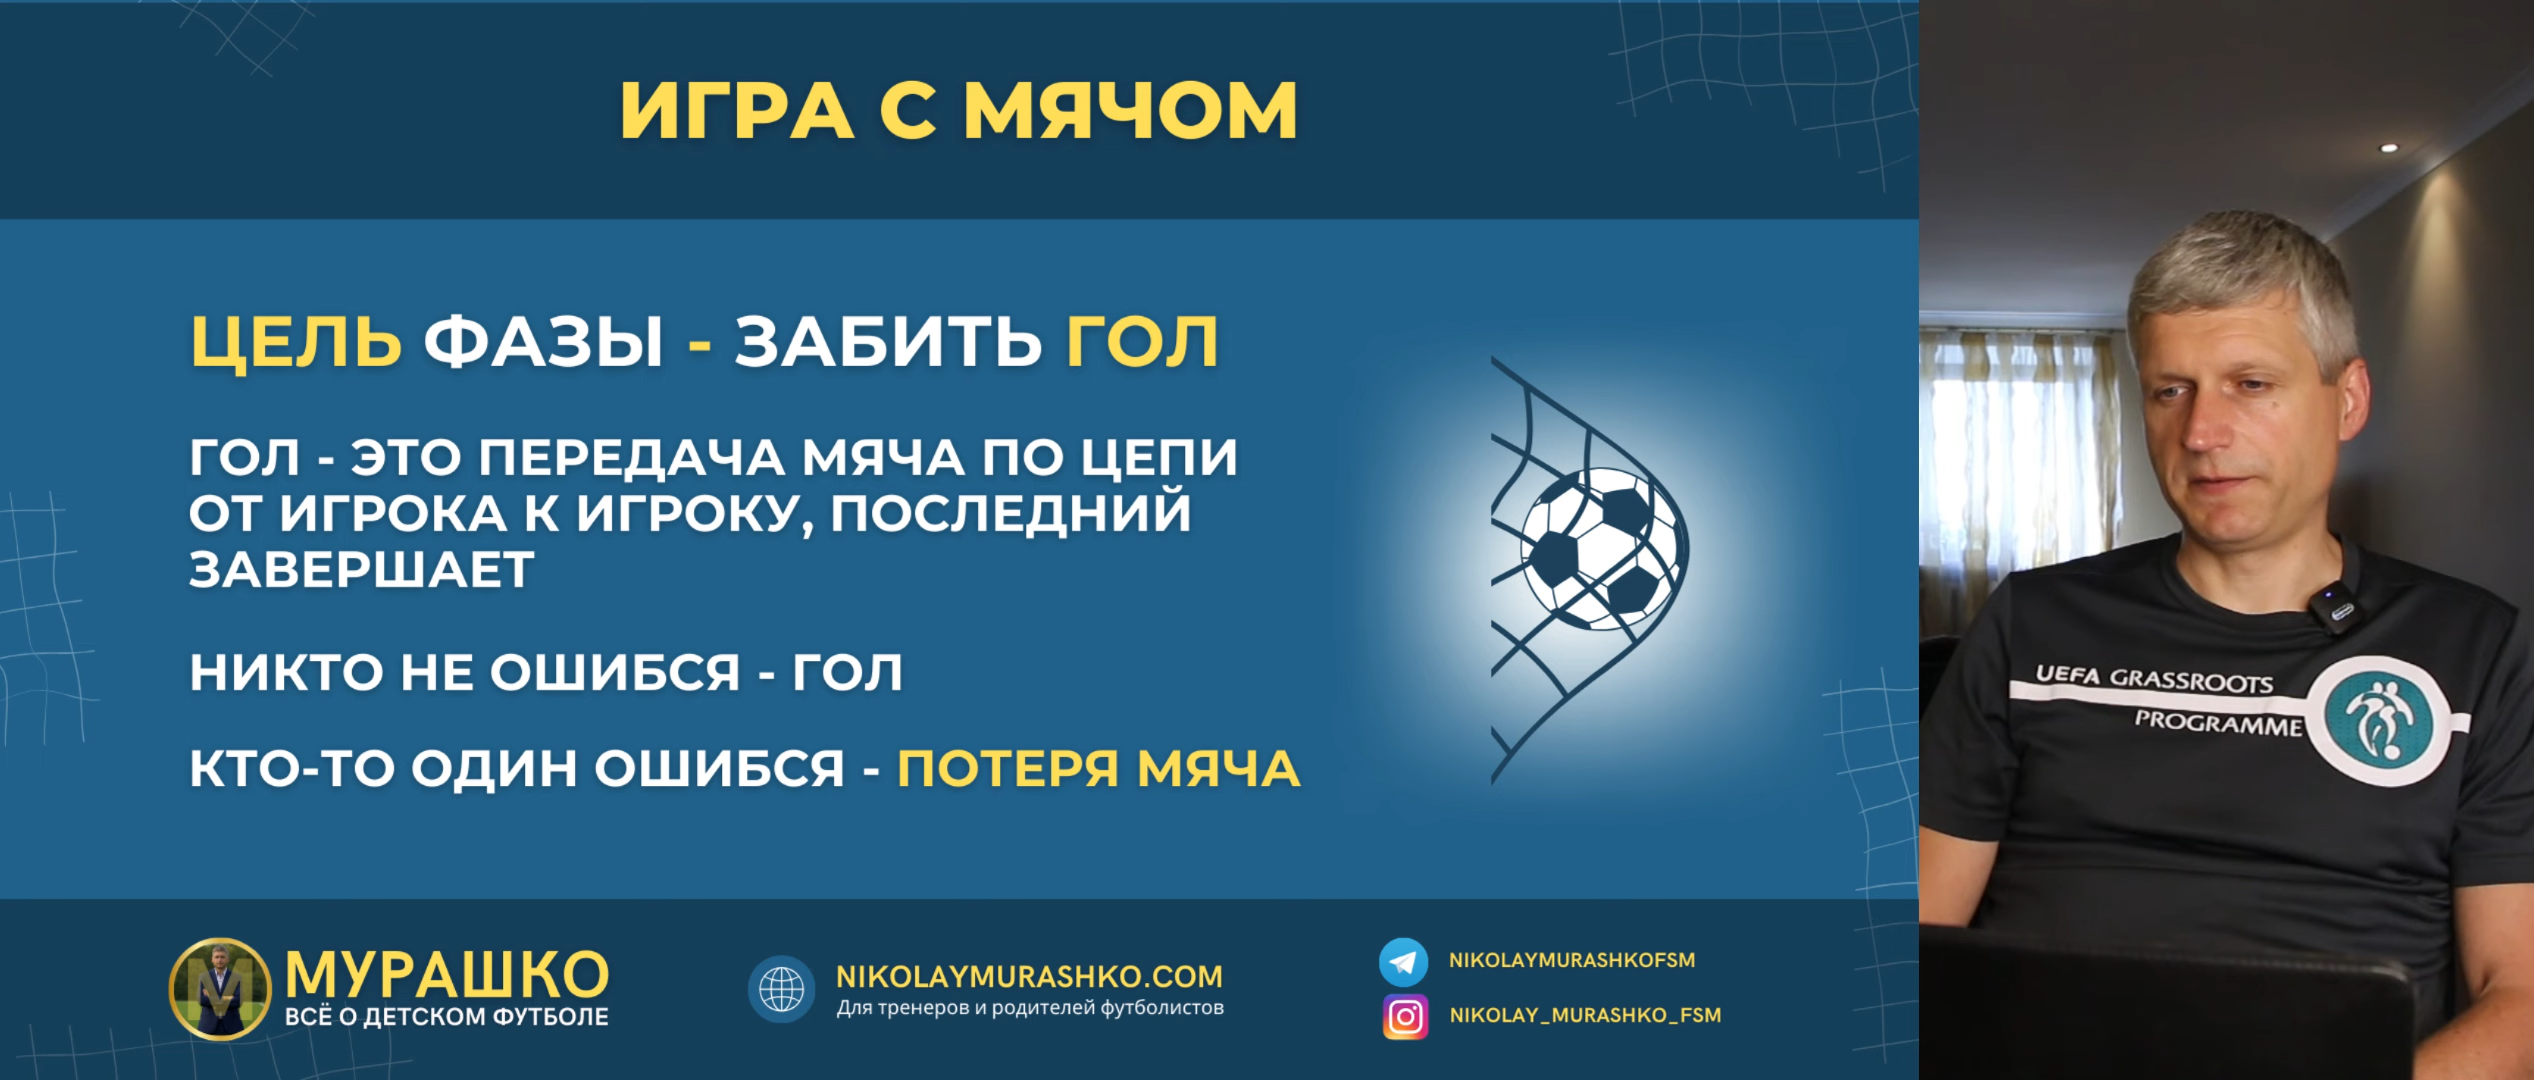 ИГРА С МЯЧОМ
ЦЕЛЬ ФАЗЫ - ЗАБИТЬ ГОЛ
ГОЛ - ЭТО ПЕРЕДАЧА МЯЧА ПО ЦЕПИ
ОТ ИГРОКА К ИГРОКУ, ПОСЛЕДНИЙ
ЗАВЕРШАЕТ
НИКТО НЕ ОШИБСЯ - ГОЛ
КТО-ТО ОДИН ОШИБСЯ - ПОТЕРЯ МЯЧА
М
МУРАШКО
ВСЁ О ДЕТСКОМ ФУТБОЛЕ
NIKOLAYMURASHKO.COM
Для тренеров и родителей футболистов
NIKOLAYMURASHKOFSM
NIKOLAY_MURASHKO_FSM
UEFA GRASSROOTS
PROGRAMME